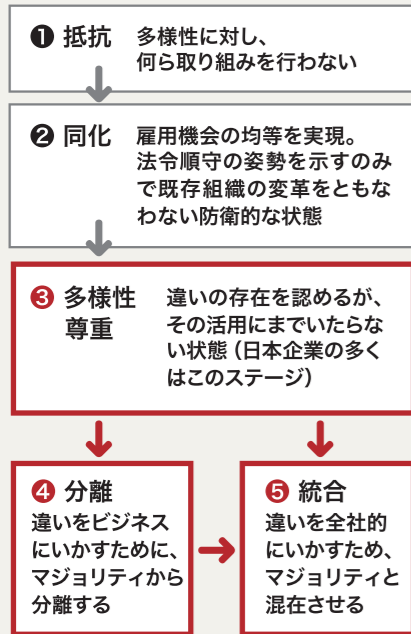 ❶ 抵抗 多様性に対し、
何ら取り組みを行わない
❷ 同化 雇用機会の均等を実現。
法令順守の姿勢を示すのみ
で既存組織の変革をともな
わない防衛的な状態
❸ 多様性 違いの存在を認めるが、
尊重 その活用にまでいたらな
い状態（日本企業の多く
はこのステージ）
❹ 分離
違いをビジネス
にいかすために、
マジョリティから
分離する
❺ 統合
違いを全社的
にいかすため、
マジョリティと
混在させる